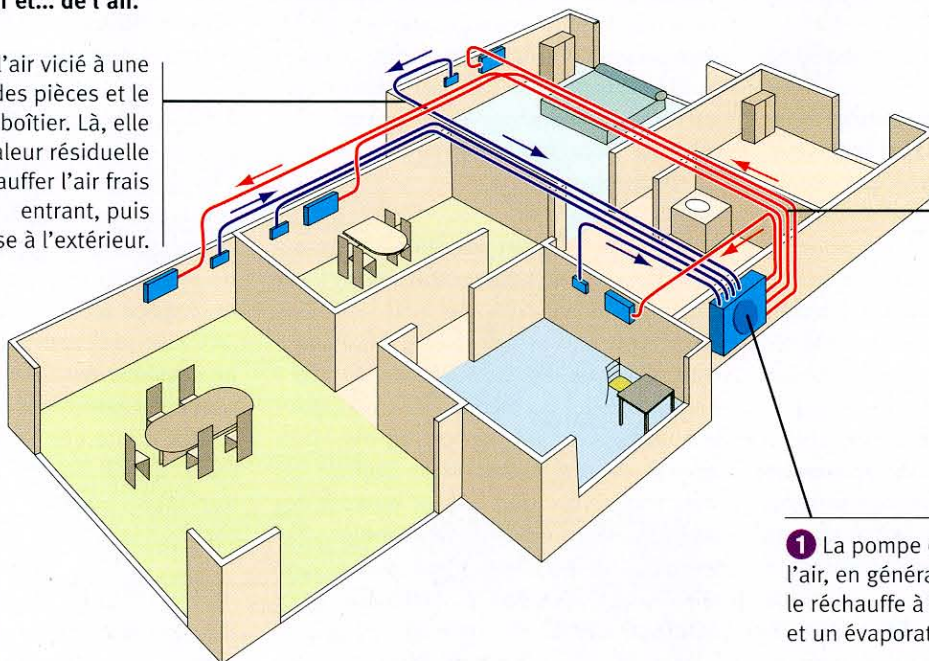 et... de l'air.
l'air vicié à une
des pièces et le
boîtier. Là, elle
aleur résiduelle
auffer l'air frais
entrant, puis
se à l'extérieur.
1 La pompe
l'air, en généra
le réchauffe à
et un évaporat